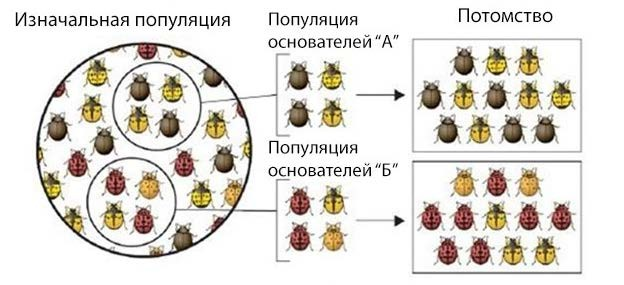 Изначальная популяция
Популяция
основателей “А”
Потомство
Популяция
основателей “Б”